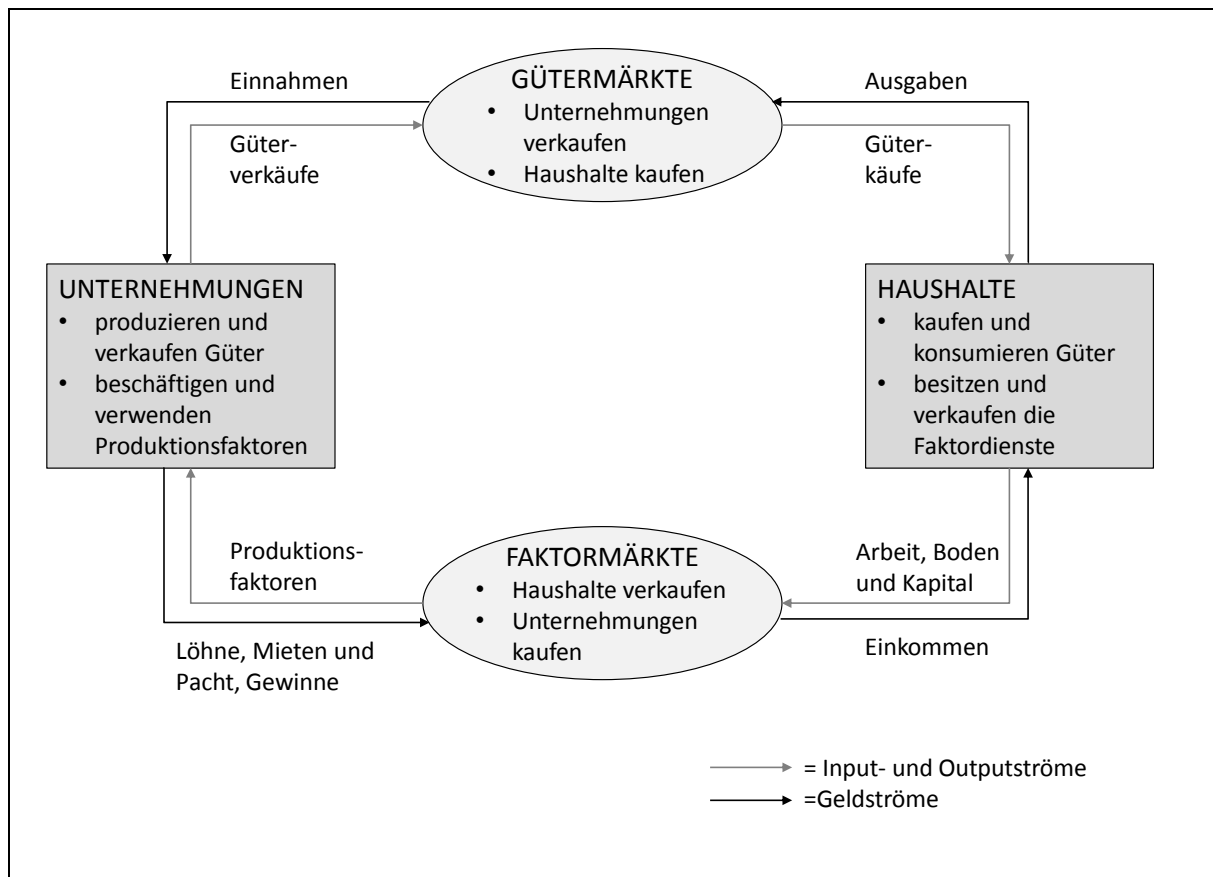 Einnahmen
GÜTERMÄRKTE
• Unternehmungen
verkaufen
• Haushalte kaufen
Ausgaben
Güter-
verkäufe
Güter-
käufe
UNTERNEHMUNGEN
• produzieren und
verkaufen Güter
• beschäftigen und
verwenden
Produktionsfaktoren
HAUSHALTE
• kaufen und
konsumieren Güter
• besitzen und
verkaufen die
Faktordienste
Produktions-
faktoren
FAKTORMÄRKTE
• Haushalte verkaufen
• Unternehmungen
kaufen
Arbeit, Boden
und Kapital
Löhne, Mieten und
Pacht, Gewinne
Einkommen
= Input- und Outputströme
=Geldströme